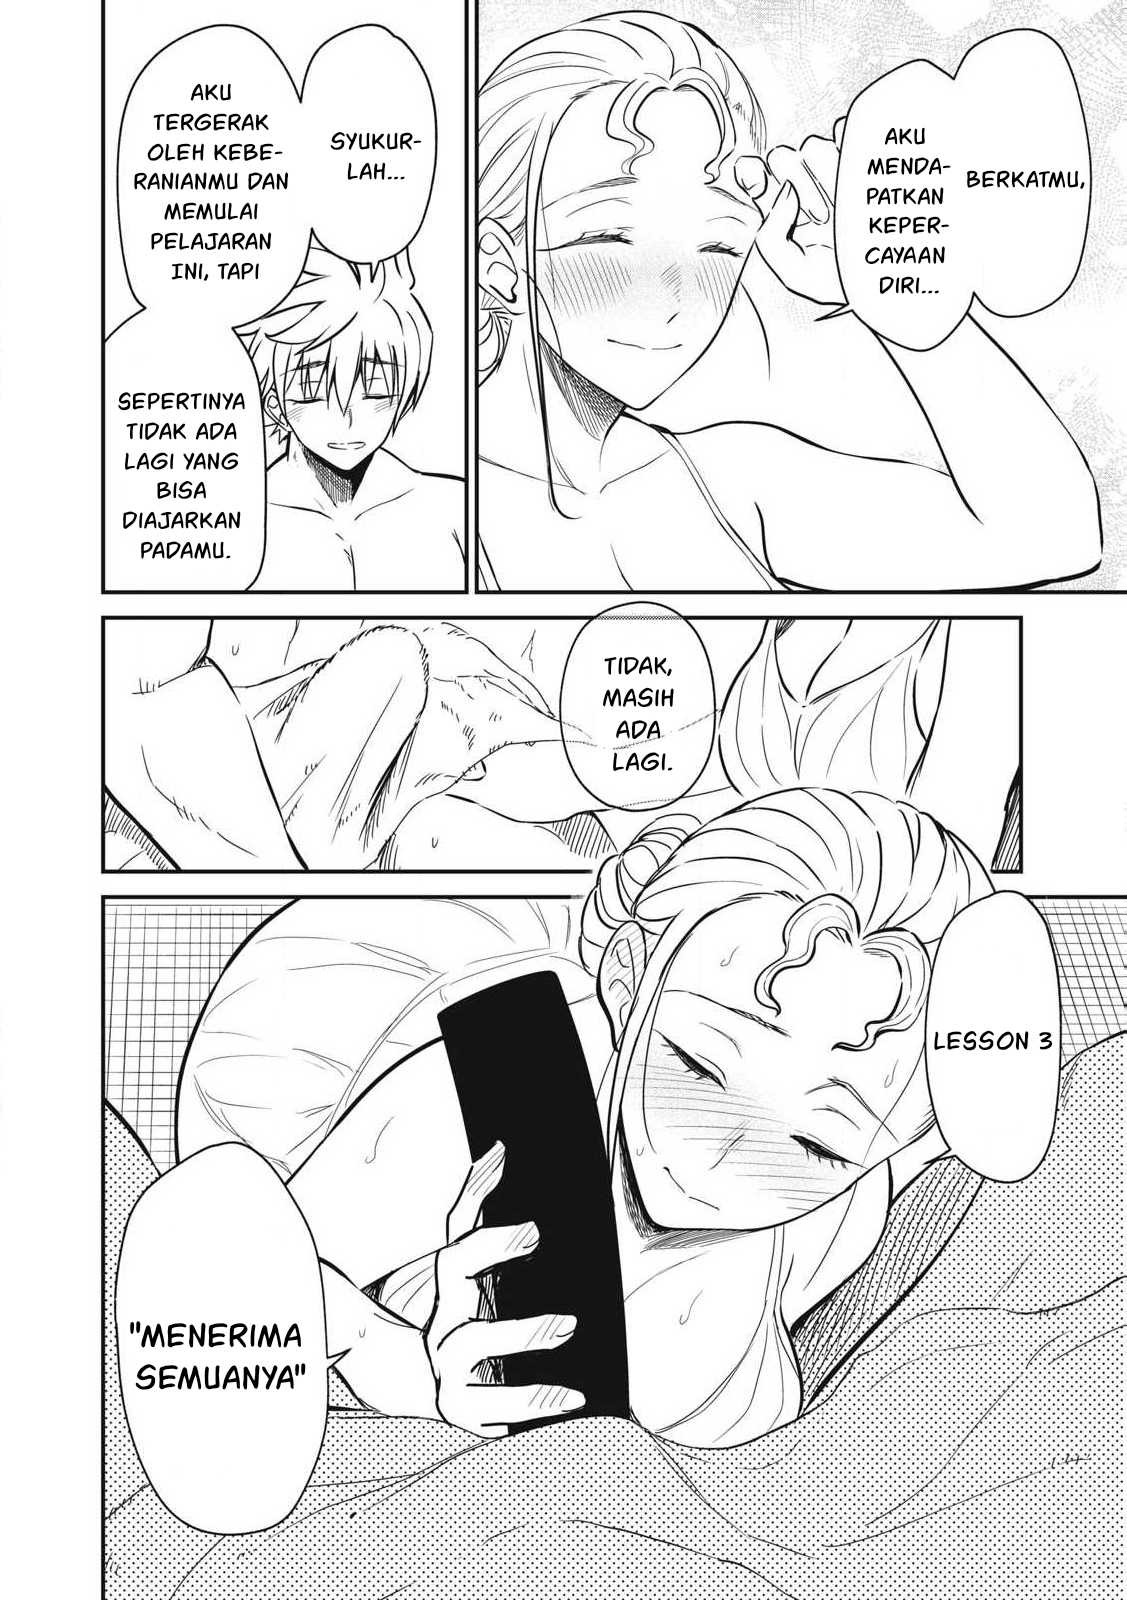 BERKATMU,
AKU
MENDA-
PATKAN
KEPER-
CAYAAN
DIRI...
SYUKUR-
LAH...
AKU
TERGERAK
OLEH KEBE-
RANIANMU DAN
MEMULAI
PELAJARAN
INI, TAPI
SEPERTINYA
TIDAK ADA
LAGI YANG
BISA
DIAJARKAN
PADAMU.
TIDAK,
MASIH
ADA
LAGI.
LESSON 3
"MENERIMA
SEMUANYA"